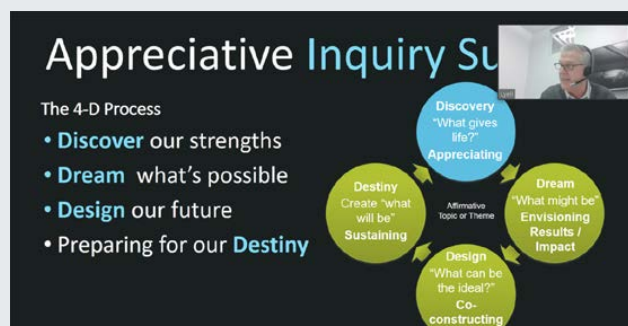 Appreciative Inquiry Su
The 4-D Process
• Discover our strengths
• Dream what's possible
• Design our future
• Preparing for our Destiny
Discovery
"What gives
life?"
Appreciating
Dream
"What might be"
Envisioning
Results /
Impact
Design
"What can be
the ideal?"
Co-
constructing
Destiny
Create "what
will be"
Sustaining
Affirmative
Topic or Theme